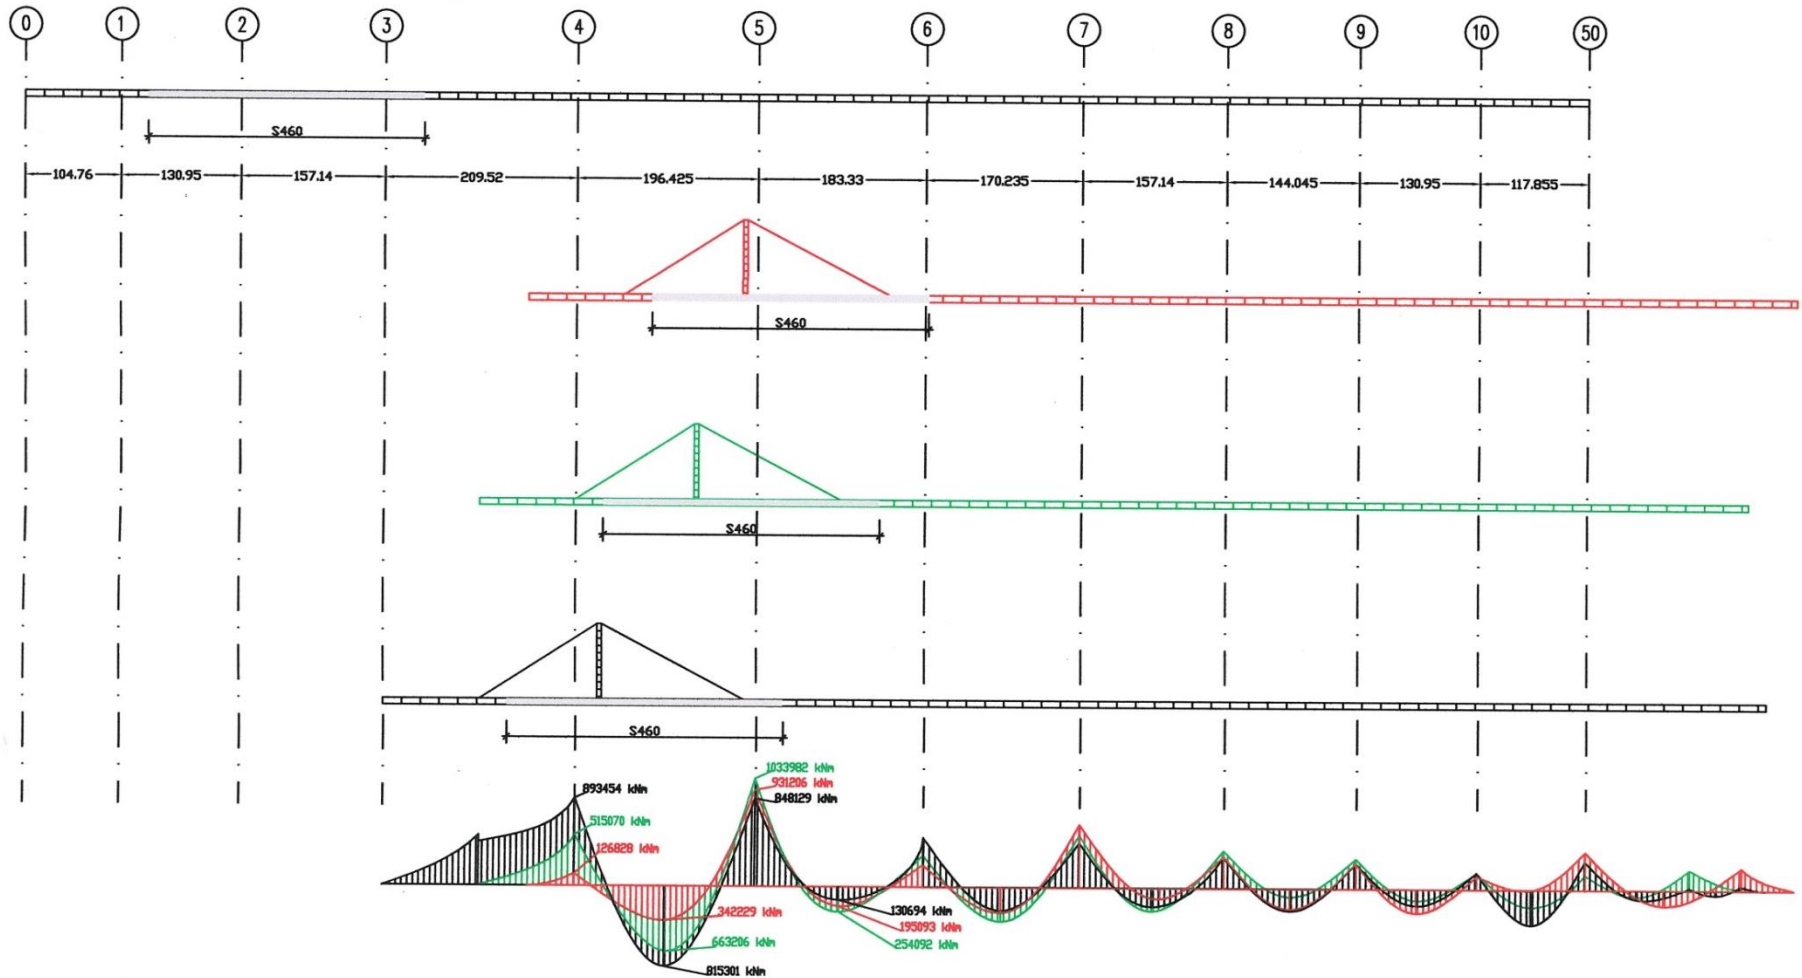 0 1 2 3 4 5 6 7 8 9 10 50
S460
104.76 130.95 157.14 209.52 196.425 183.33 170.235 157.14 144.045 130.95 117.855
S460
S460
S460
1033982 kNm
931206 kNm
893454 kNm
848129 kNm
515070 kNm
126828 kNm
342229 kNm
130694 kNm
195093 kNm
663206 kNm
254092 kNm
815301 kNm